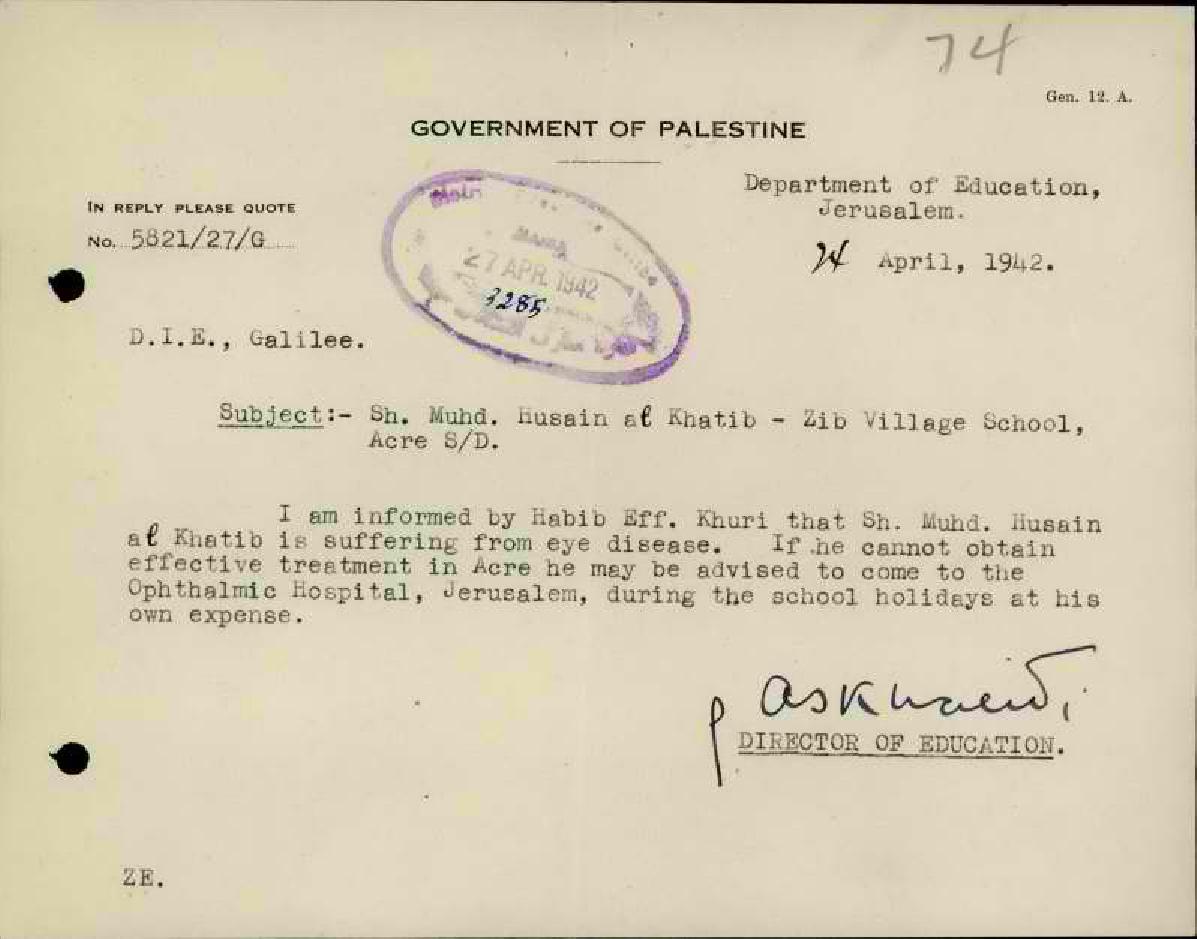 74
Gen. 12. A.
GOVERNMENT OF PALESTINE
Department of Education,
Jerusalem.
IN REPLY PLEASE QUOTE
No. 5821/27/G
24 April, 1942.
27 APR 1942
3285
D.I.E., Galilee.
Subject:- Sh. Muhd. Husain al Khatib - Zib Village School,
Acre S/D.
I am informed by Habib Eff. Khuri that Sh. Muhd. Husain
al Khatib is suffering from eye disease. If he cannot obtain
effective treatment in Acre he may be advised to come to the
Ophthalmic Hospital, Jerusalem, during the school holidays at his
own expense.
DIRECTOR OF EDUCATION.
ZE.